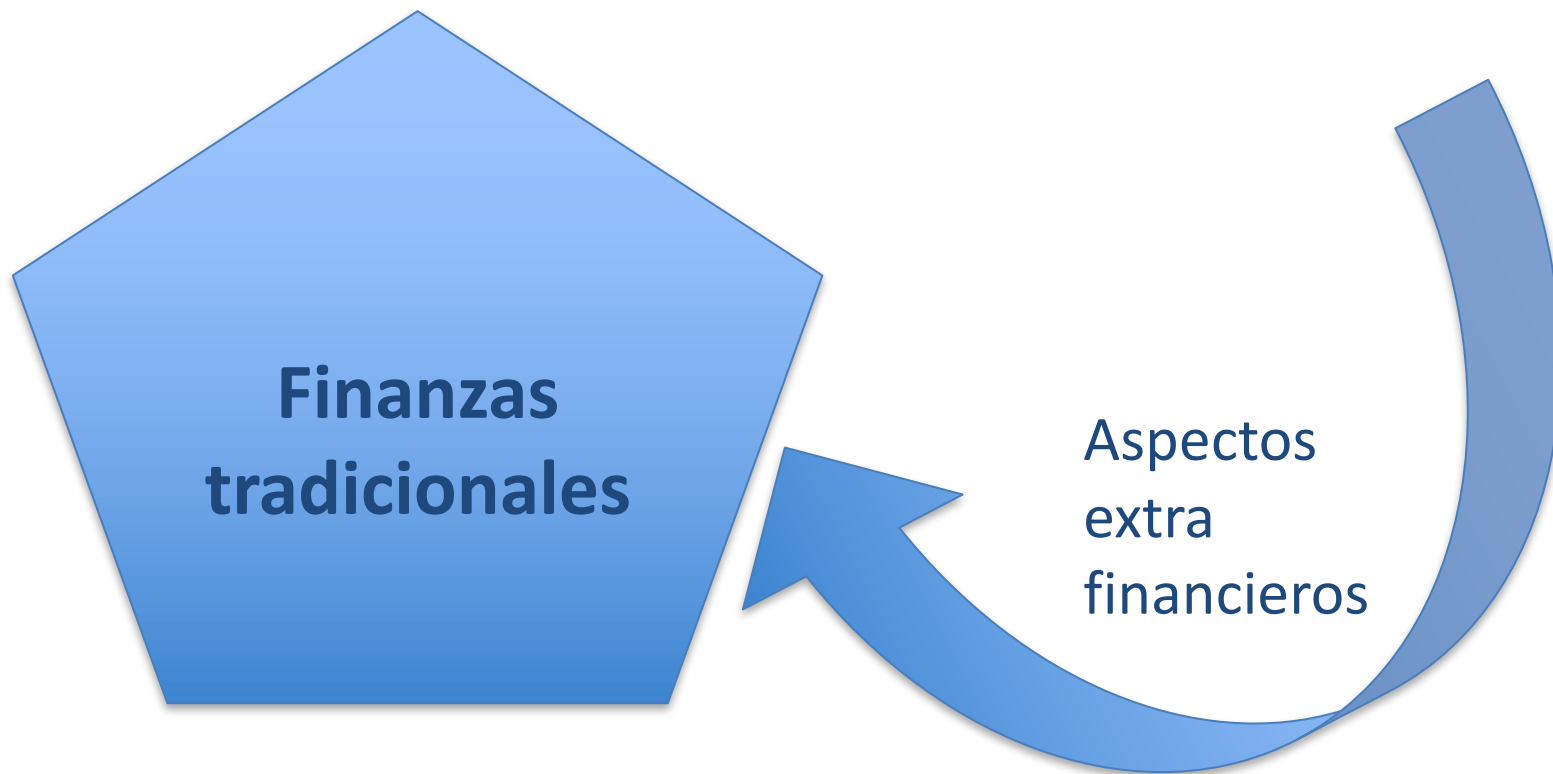 Finanzas
tradicionales
Aspectos
extra
financieros